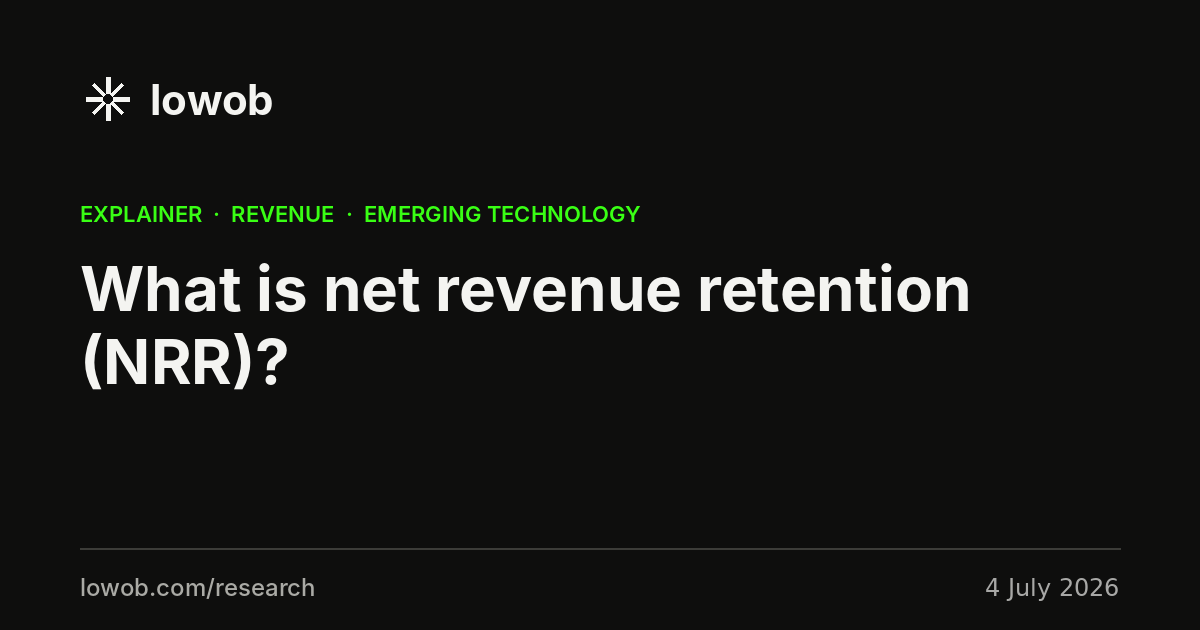 lowob
EXPLAINER · REVENUE · EMERGING TECHNOLOGY
What is net revenue retention
(NRR)?
lowob.com/research
4 July 2026